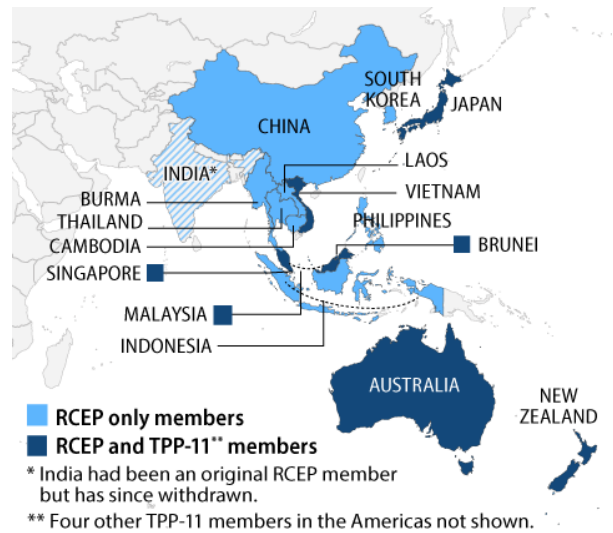 SOUTH
KOREA
JAPAN
CHINA
LAOS
INDIA*
VIETNAM
BURMA
THAILAND
PHILIPPINES
CAMBODIA
BRUNEI
SINGAPORE
MALAYSIA
INDONESIA
AUSTRALIA
NEW
ZEALAND
RCEP only members
RCEP and TPP-11** members
* India had been an original RCEP member
but has since withdrawn.
** Four other TPP-11 members in the Americas not shown.